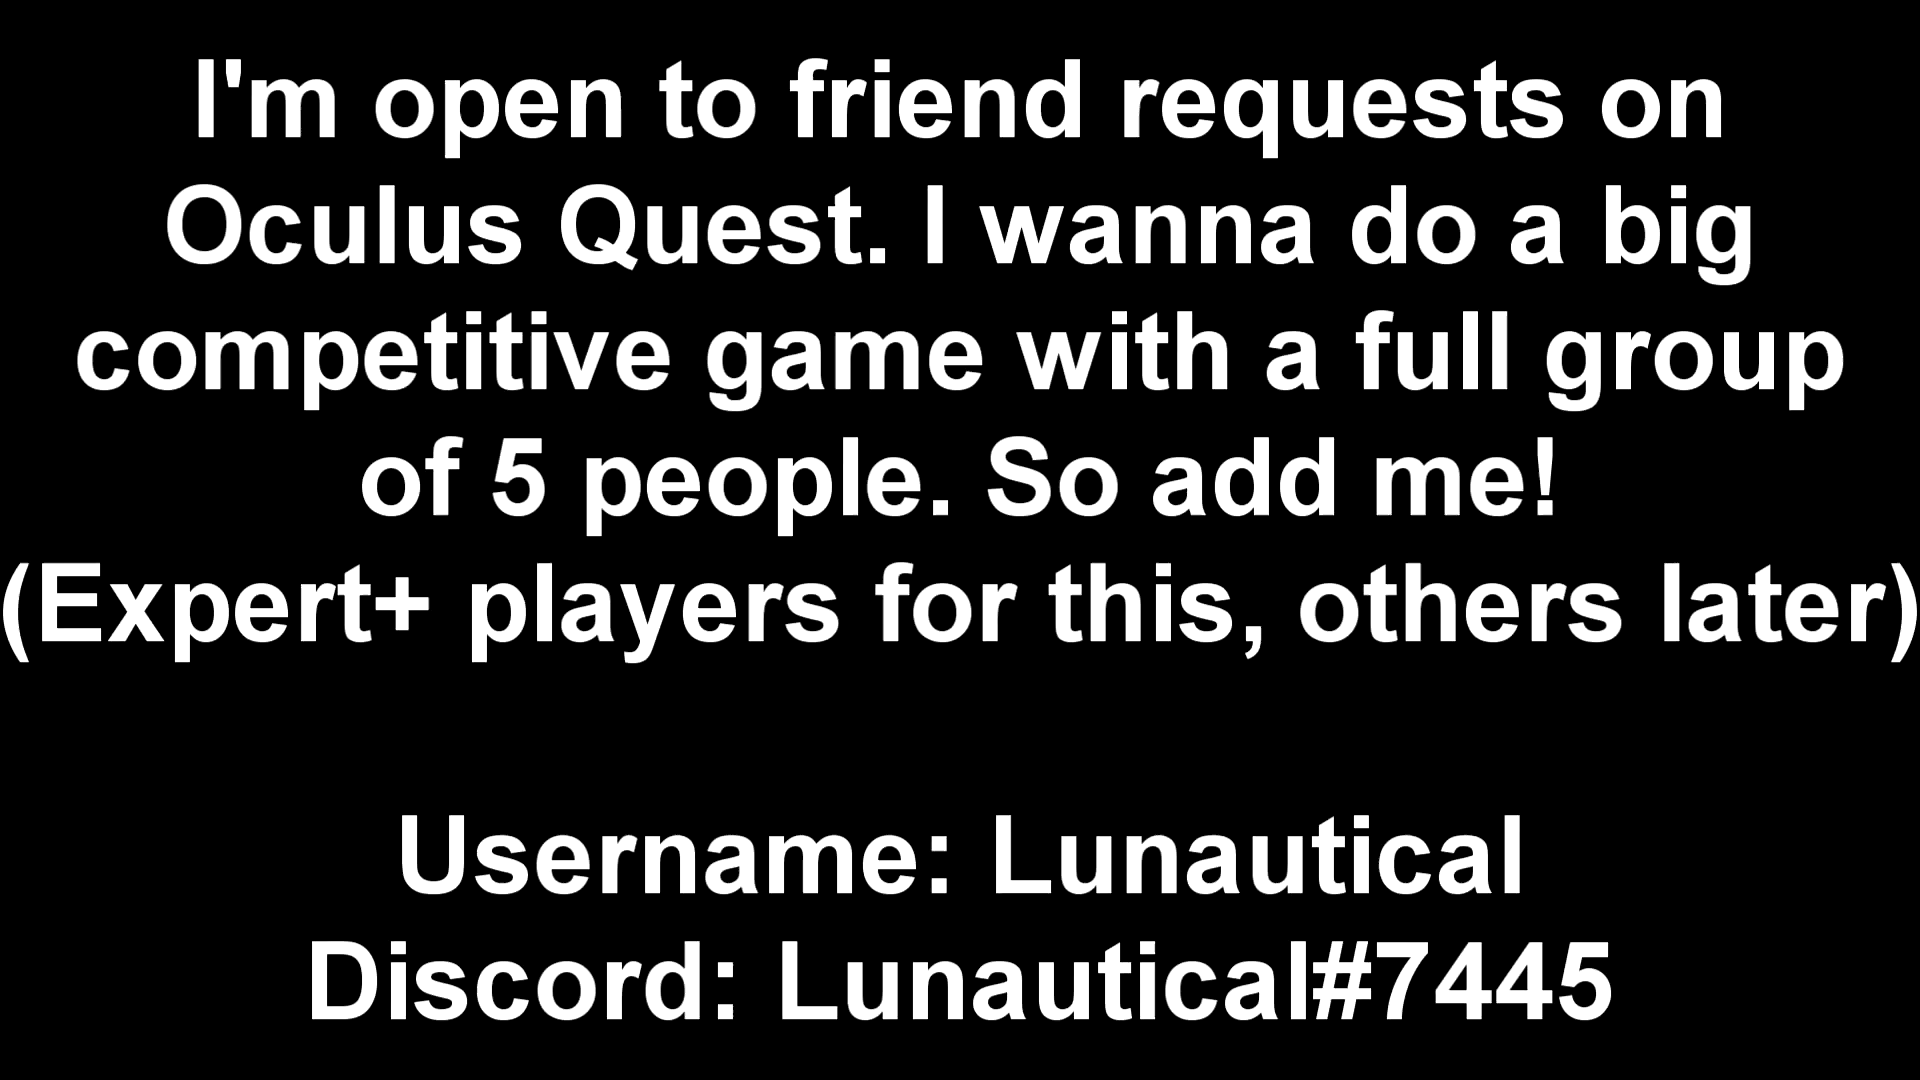 I'm open to friend requests on
Oculus Quest. I wanna do a big
competitive game with a full group
of 5 people. So add me!
(Expert+ players for this, others later)
Username: Lunautical
Discord: Lunautical#7445